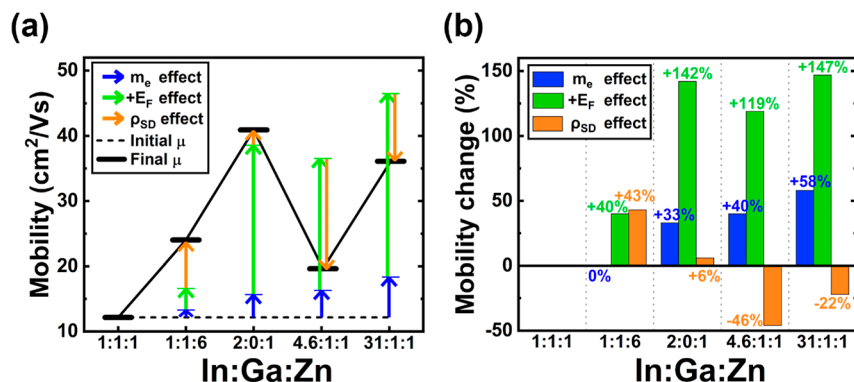 (a)
Mobility (cm²/Vs)
50
40
30
20
10
mₑ effect
+E_F effect
ρ_SD effect
Initial μ
Final μ
1:1:1
1:1:6
2:0:1
4.6:1:1
31:1:1
In:Ga:Zn
(b)
Mobility change (%)
150
100
50
0
-50
mₑ effect
+E_F effect
ρ_SD effect
0%
+40%
+43%
+33%
+142%
+6%
+40%
+119%
-46%
+58%
+147%
-22%
1:1:1
1:1:6
2:0:1
4.6:1:1
31:1:1
In:Ga:Zn